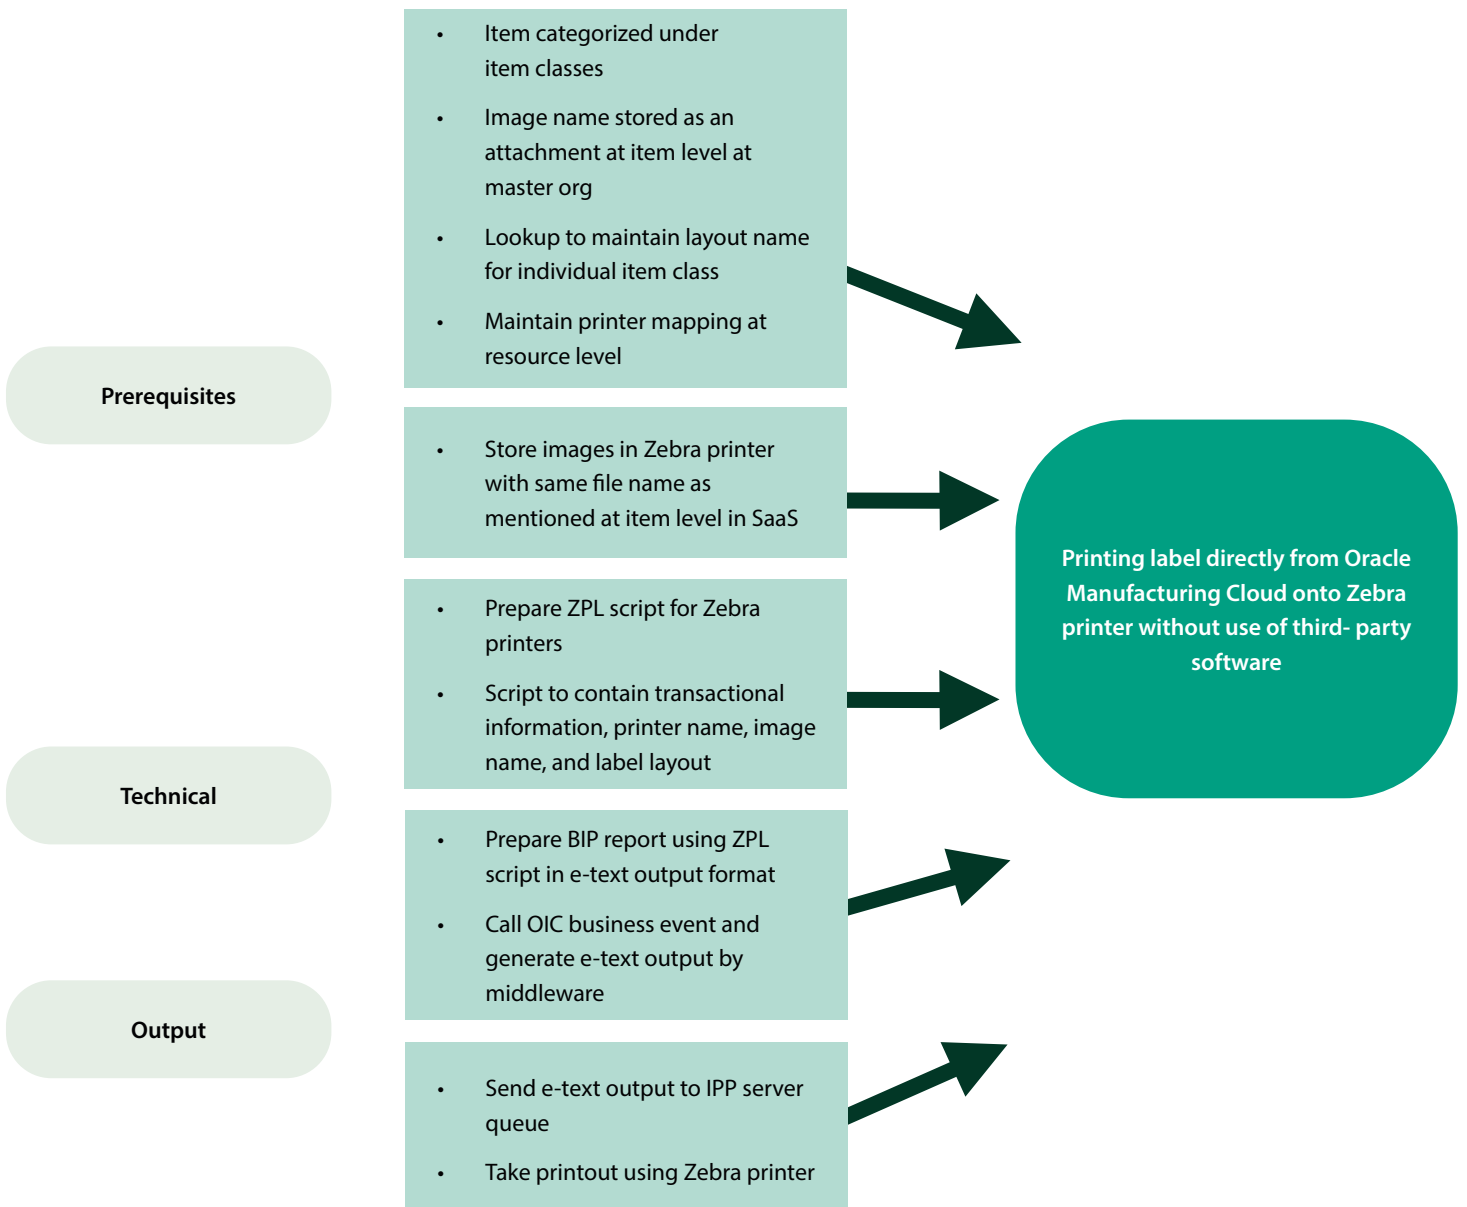 • Item categorized under
item classes
• Image name stored as an
attachment at item level at
master org
• Lookup to maintain layout name
for individual item class
• Maintain printer mapping at
resource level
Prerequisites
• Store images in Zebra printer
with same file name as
mentioned at item level in SaaS
• Prepare ZPL script for Zebra
printers
• Script to contain transactional
information, printer name, image
name, and label layout
Technical
• Prepare BIP report using ZPL
script in e-text output format
• Call OIC business event and
generate e-text output by
middleware
Output
• Send e-text output to IPP server
queue
• Take printout using Zebra printer
Printing label directly from Oracle
Manufacturing Cloud onto Zebra
printer without use of third- party
software